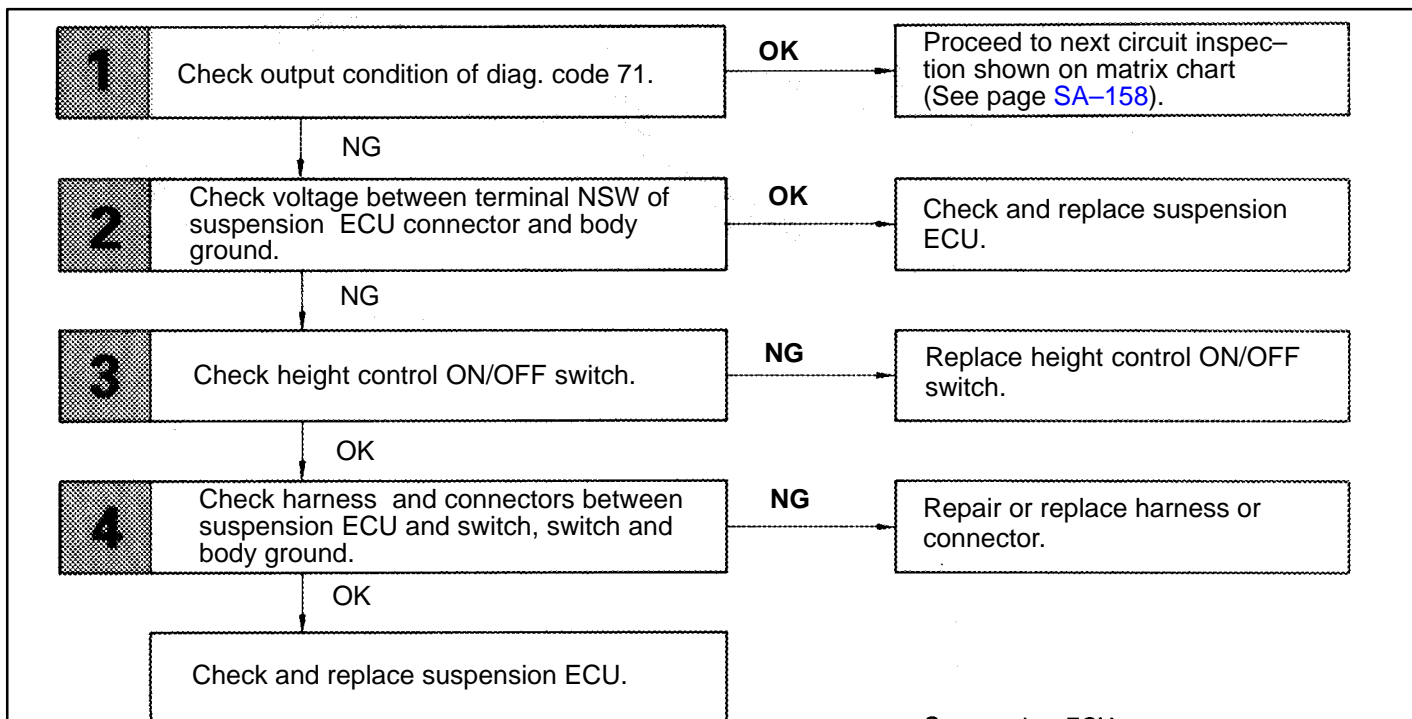 1
Check output condition of diag. code 71.
OK
Proceed to next circuit inspec–
tion shown on matrix chart
(See page SA–158).
NG
2
Check voltage between terminal NSW of
suspension ECU connector and body
ground.
OK
Check and replace suspension
ECU.
NG
3
Check height control ON/OFF switch.
NG
Replace height control ON/OFF
switch.
OK
4
Check harness and connectors between
suspension ECU and switch, switch and
body ground.
NG
Repair or replace harness or
connector.
OK
Check and replace suspension ECU.